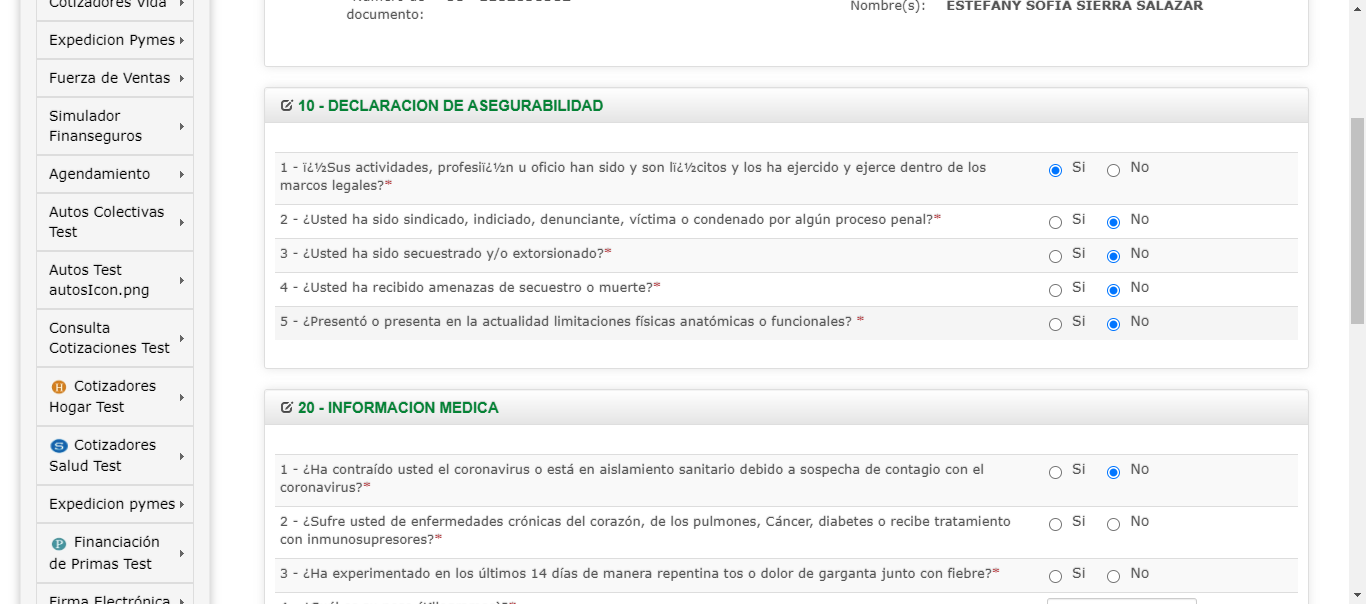 Cotizadores Vida
Expedicion Pymes
Fuerza de Ventas
Simulador
Finanseguros
Agendamiento
Autos Colectivas
Test
Autos Test
autosIcon.png
Consulta
Cotizaciones Test
H Cotizadores
Hogar Test
S Cotizadores
Salud Test
Expedicion pymes
P Financiación
de Primas Test
Firma Electrónica
documento:
Nombre(s): ESTEFANY SOFIA SIERRA SALAZAR
10 - DECLARACION DE ASEGURABILIDAD
1 - ï¿½Sus actividades, profesiï¿½n u oficio han sido y son lï¿½citos y los ha ejercido y ejerce dentro de los
marcos legales?*
Si No
2 - ¿Usted ha sido sindicado, indiciado, denunciante, víctima o condenado por algún proceso penal?* Si No
3 - ¿Usted ha sido secuestrado y/o extorsionado?* Si No
4 - ¿Usted ha recibido amenazas de secuestro o muerte?* Si No
5 - ¿Presentó o presenta en la actualidad limitaciones físicas anatómicas o funcionales? * Si No
20 - INFORMACION MEDICA
1 - ¿Ha contraído usted el coronavirus o está en aislamiento sanitario debido a sospecha de contagio con el
coronavirus?*
Si No
2 - ¿Sufre usted de enfermedades crónicas del corazón, de los pulmones, Cáncer, diabetes o recibe tratamiento
con inmunosupresores?*
Si No
3 - ¿Ha experimentado en los últimos 14 días de manera repentina tos o dolor de garganta junto con fiebre?* Si No